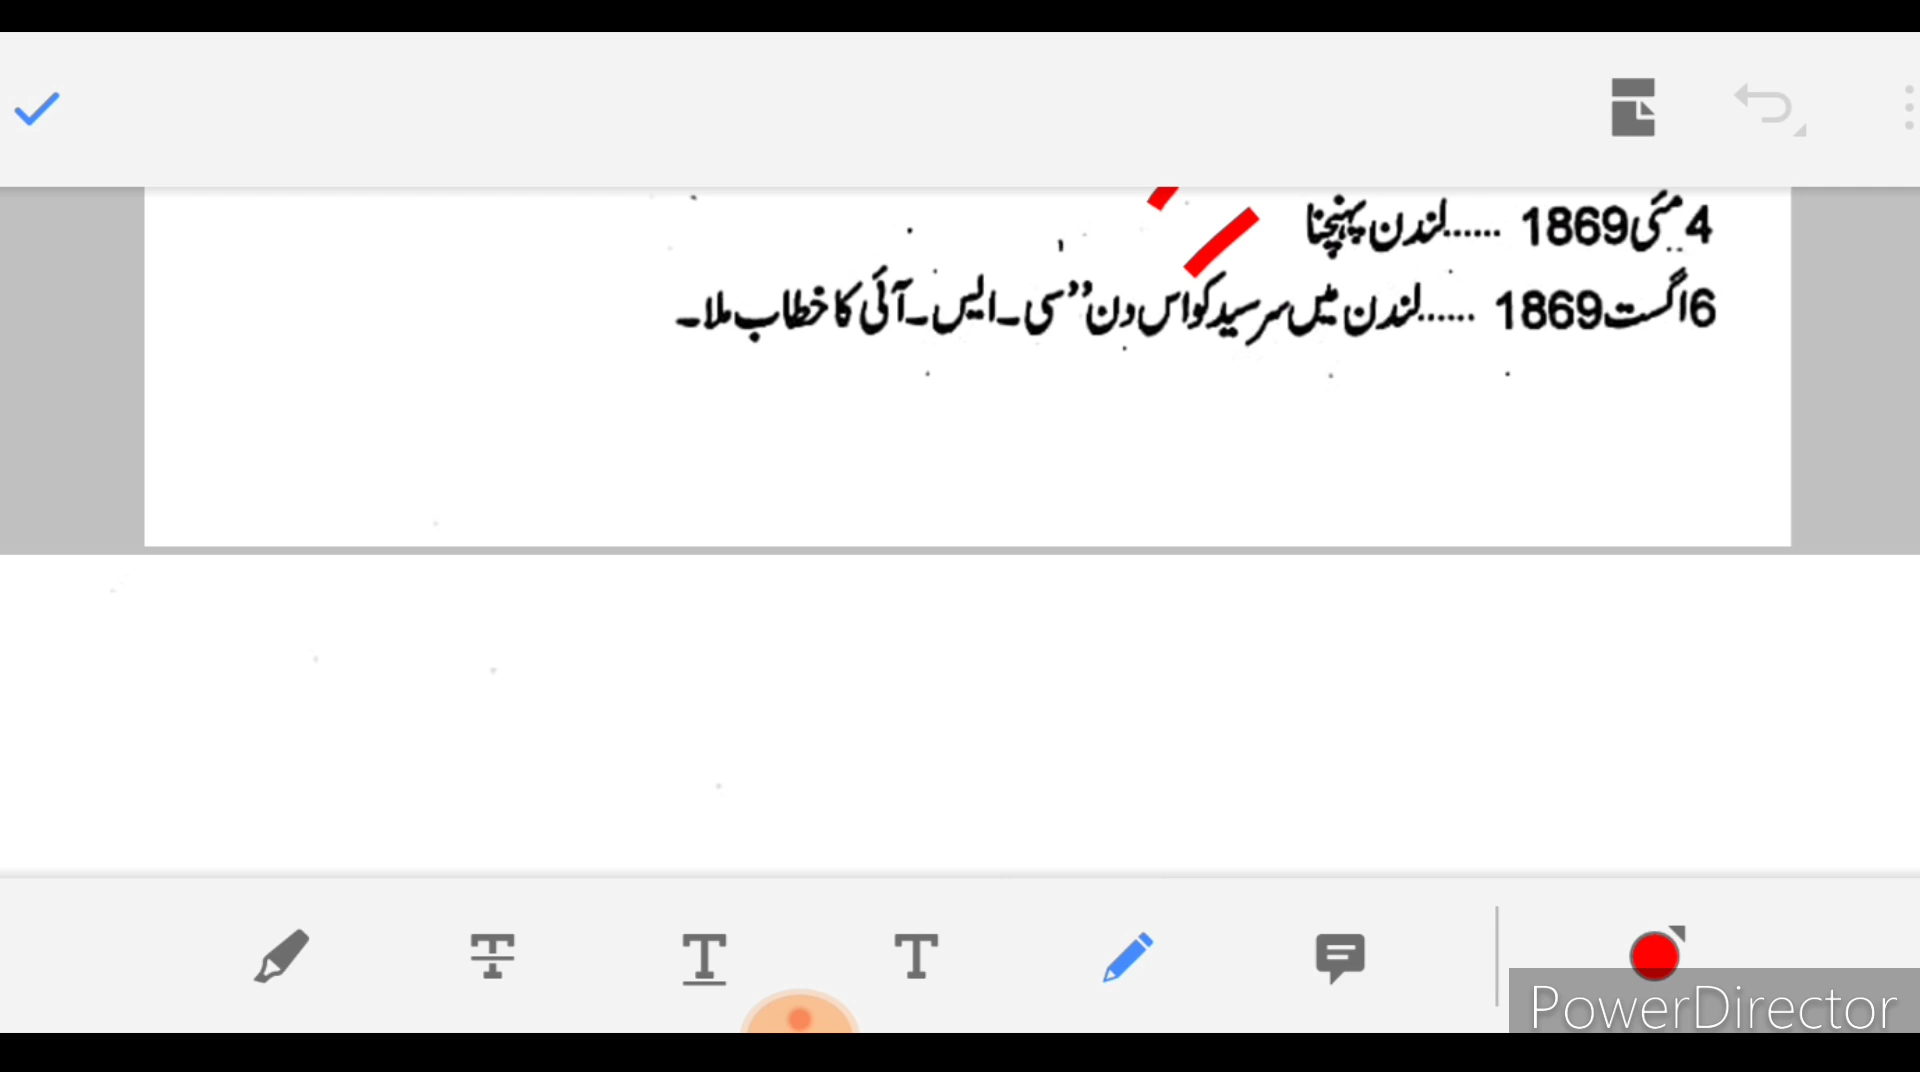 4 مئی 1869 ......لندن پہنچنا
6 اگست 1869 ......لندن میں سرسید کو اس دن ’’سی۔ایس۔آئی کا خطاب ملا۔
PowerDirector